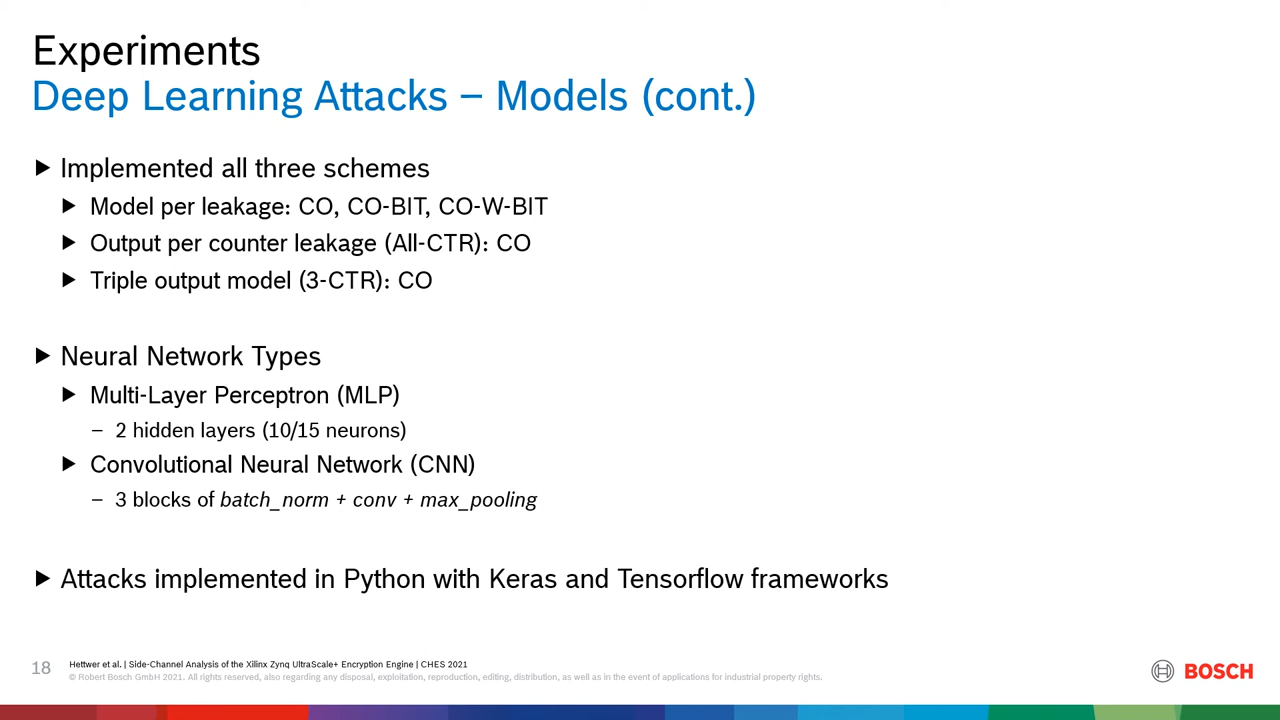 Experiments
Deep Learning Attacks – Models (cont.)
Implemented all three schemes
Model per leakage: CO, CO-BIT, CO-W-BIT
Output per counter leakage (All-CTR): CO
Triple output model (3-CTR): CO
Neural Network Types
Multi-Layer Perceptron (MLP)
– 2 hidden layers (10/15 neurons)
Convolutional Neural Network (CNN)
– 3 blocks of batch_norm + conv + max_pooling
Attacks implemented in Python with Keras and Tensorflow frameworks
18
Hettwer et al. | Side-Channel Analysis of the Xilinx Zynq UltraScale+ Encryption Engine | CHES 2021
© Robert Bosch GmbH 2021. All rights reserved, also regarding any disposal, exploitation, reproduction, editing, distribution, as well as in the event of applications for industrial property rights.
BOSCH